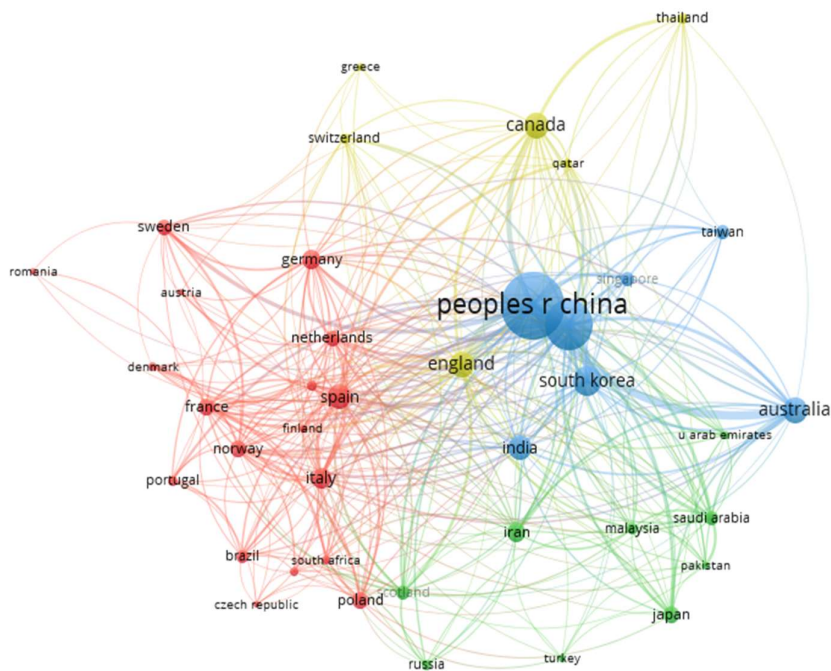 thailand
greece
canada
switzerland
qatar
sweden
taiwan
germany
romania
singapore
austria
peoples r china
netherlands
england
denmark
south korea
spain
france
australia
finland
u arab emirates
norway
india
italy
portugal
saudi arabia
malaysia
iran
brazil
south africa
pakistan
scotland
poland
czech republic
japan
turkey
russia